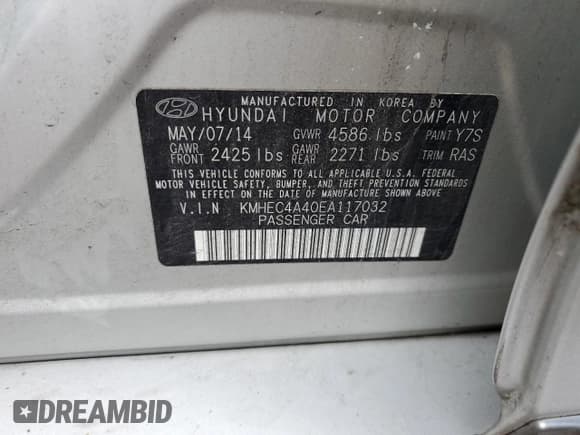 MANUFACTURED IN KOREA BY
HYUNDAI MOTOR COMPANY
MAY/07/14 GVWR 4586 lbs PAINT Y7S
GAWR FRONT 2425 lbs GAWR REAR 2271 lbs TRIM RAS
THIS VEHICLE CONFORMS TO ALL APPLICABLE U.S.A. FEDERAL
MOTOR VEHICLE SAFETY, BUMPER, AND THEFT PREVENTION STANDARDS
IN EFFECT ON THE DATE OF MANUFACTURE SHOWN ABOVE
V.I.N KMHEC4A40EA117032
PASSENGER CAR
DREAMBID